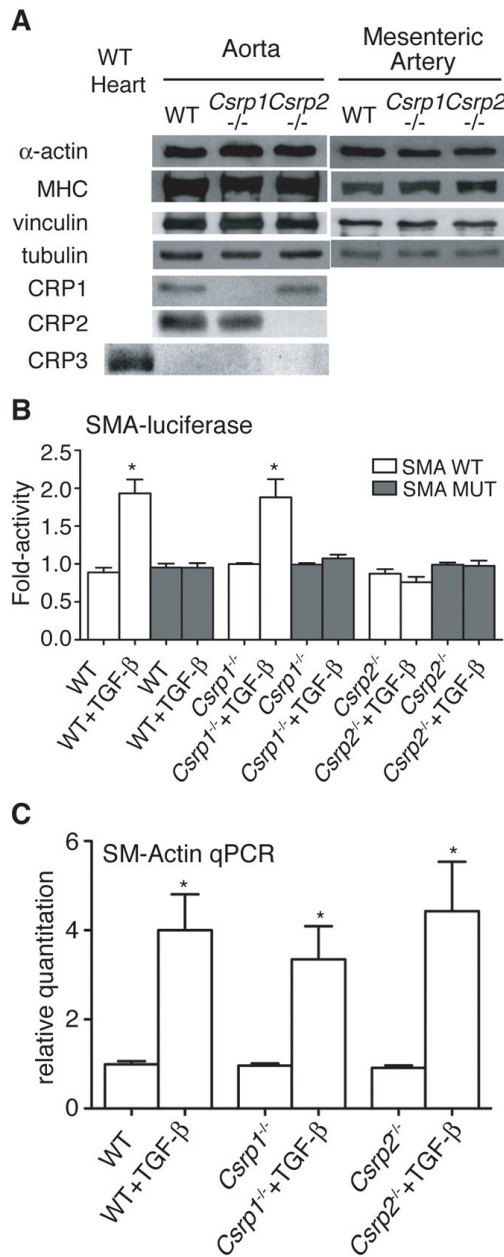 A
WT
Heart
Aorta
Mesenteric
Artery
WT
Csrp1
-/-
Csrp2
-/-
WT
Csrp1
-/-
Csrp2
-/-
α-actin
MHC
vinculin
tubulin
CRP1
CRP2
CRP3
B
SMA-luciferase
SMA WT
SMA MUT
Fold-activity
2.5
2.0
1.5
1.0
0.5
0.0
*
*
WT
WT+TGF-β
WT
WT+TGF-β
Csrp1-/-
Csrp1-/-+TGF-β
Csrp1-/-
Csrp1-/-+TGF-β
Csrp2-/-
Csrp2-/-+TGF-β
Csrp2-/-
Csrp2-/-+TGF-β
C
SM-Actin qPCR
relative quantitation
6
4
2
0
*
*
*
WT
WT+TGF-β
Csrp1-/-
Csrp1-/-+TGF-β
Csrp2-/-
Csrp2-/-+TGF-β